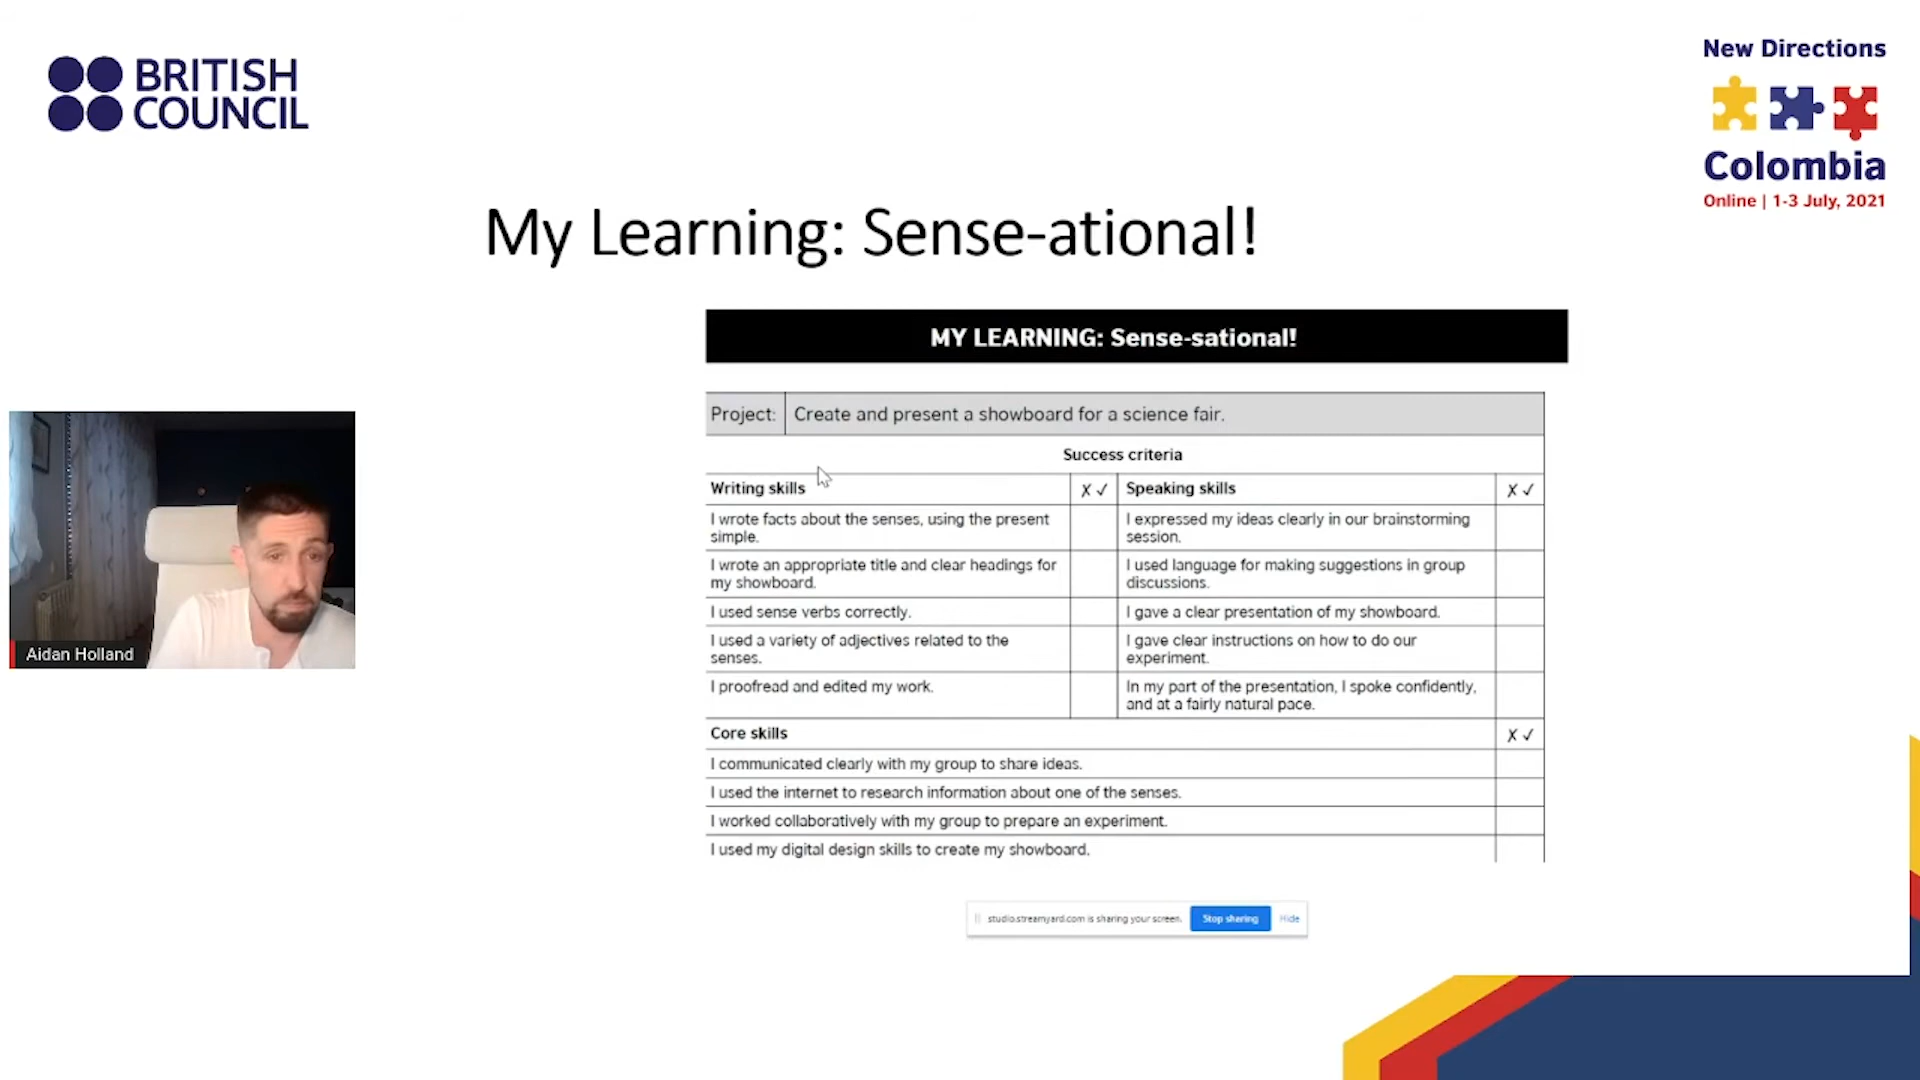 BRITISH
COUNCIL
New Directions
Colombia
Online | 1-3 July, 2021
My Learning: Sense-ational!
MY LEARNING: Sense-sational!
Project: Create and present a showboard for a science fair.
Success criteria
Writing skills ✗ ✓ Speaking skills ✗ ✓
I wrote facts about the senses, using the present
simple.
I expressed my ideas clearly in our brainstorming
session.
I wrote an appropriate title and clear headings for
my showboard.
I used language for making suggestions in group
discussions.
I used sense verbs correctly.
I gave a clear presentation of my showboard.
I used a variety of adjectives related to the
senses.
I gave clear instructions on how to do our
experiment.
I proofread and edited my work.
In my part of the presentation, I spoke confidently,
and at a fairly natural pace.
Core skills ✗ ✓
I communicated clearly with my group to share ideas.
I used the internet to research information about one of the senses.
I worked collaboratively with my group to prepare an experiment.
I used my digital design skills to create my showboard.
Aidan Holland
studio.streamyard.com is sharing your screen. Stop sharing Hide